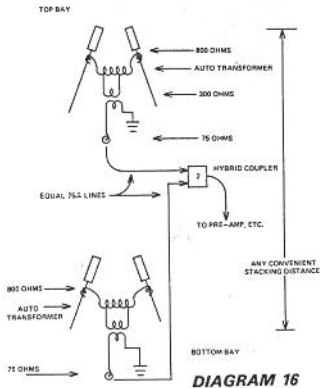 TOP BAY
800 OHMS
AUTO TRANSFORMER
300 OHMS
75 OHMS
HYBRID COUPLER
2
EQUAL 75Ω LINES
TO PRE-AMP, ETC.
ANY CONVENIENT
STACKING DISTANCE
800 OHMS
AUTO
TRANSFORMER
BOTTOM BAY
75 OHMS
DIAGRAM 16